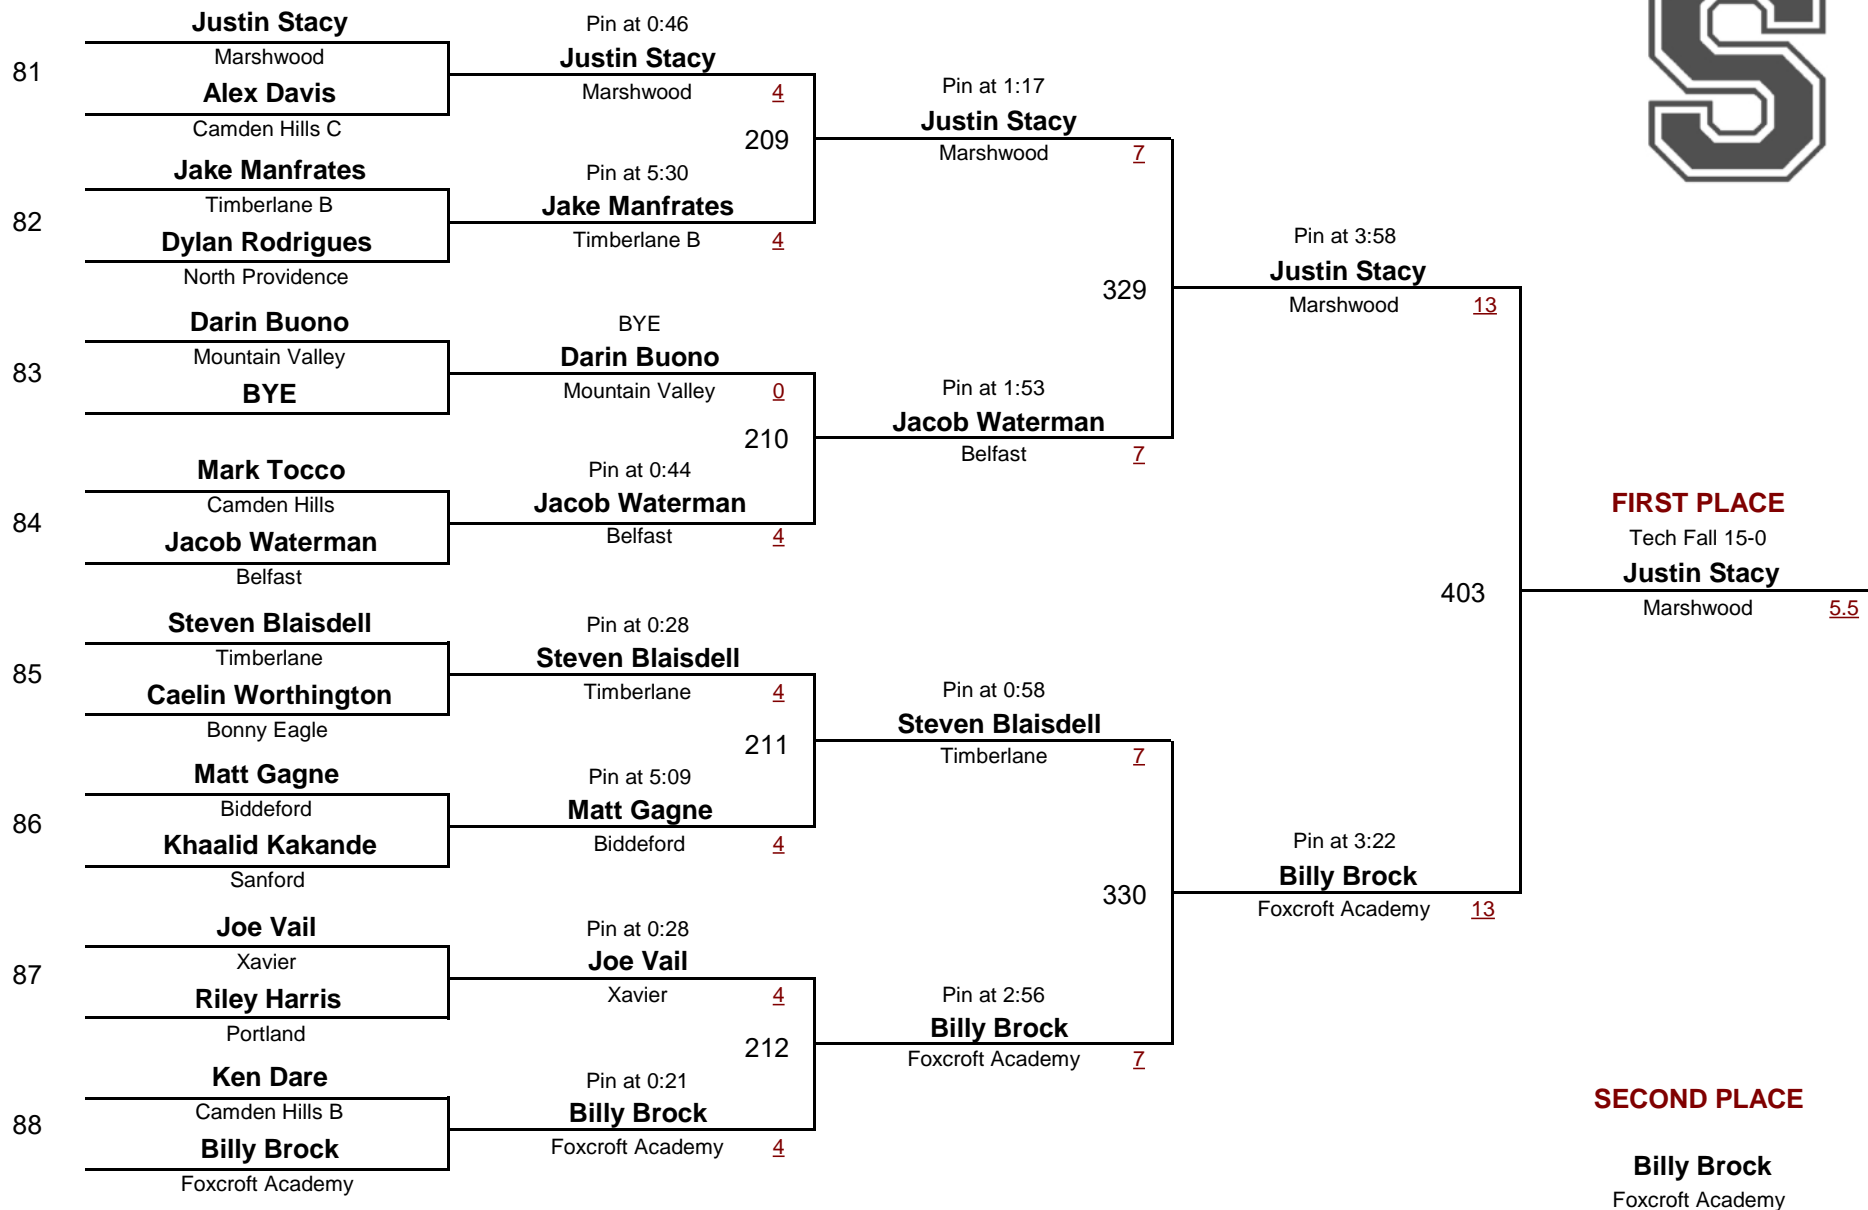 Justin Stacy
81
Marshwood
Alex Davis
Camden Hills C
Jake Manfrates
82
Timberlane B
Dylan Rodrigues
North Providence
Darin Buono
83
Mountain Valley
BYE
Mark Tocco
84
Camden Hills
Jacob Waterman
Belfast
Steven Blaisdell
85
Timberlane
Caelin Worthington
Bonny Eagle
Matt Gagne
86
Biddeford
Khaalid Kakande
Sanford
Joe Vail
87
Xavier
Riley Harris
Portland
Ken Dare
88
Camden Hills B
Billy Brock
Foxcroft Academy
Pin at 0:46
Justin Stacy
Marshwood 4
209
Pin at 5:30
Jake Manfrates
Timberlane B 4
BYE
Darin Buono
Mountain Valley 0
210
Pin at 0:44
Jacob Waterman
Belfast 4
Pin at 0:28
Steven Blaisdell
Timberlane 4
211
Pin at 5:09
Matt Gagne
Biddeford 4
Pin at 0:28
Joe Vail
Xavier 4
212
Pin at 0:21
Billy Brock
Foxcroft Academy 4
Pin at 1:17
Justin Stacy
Marshwood 7
329
Pin at 1:53
Jacob Waterman
Belfast 7
Pin at 0:58
Steven Blaisdell
Timberlane 7
330
Pin at 2:56
Billy Brock
Foxcroft Academy 7
Pin at 3:58
Justin Stacy
Marshwood 13
403
Pin at 3:22
Billy Brock
Foxcroft Academy 13
S
FIRST PLACE
Tech Fall 15-0
Justin Stacy
Marshwood 5.5
SECOND PLACE
Billy Brock
Foxcroft Academy